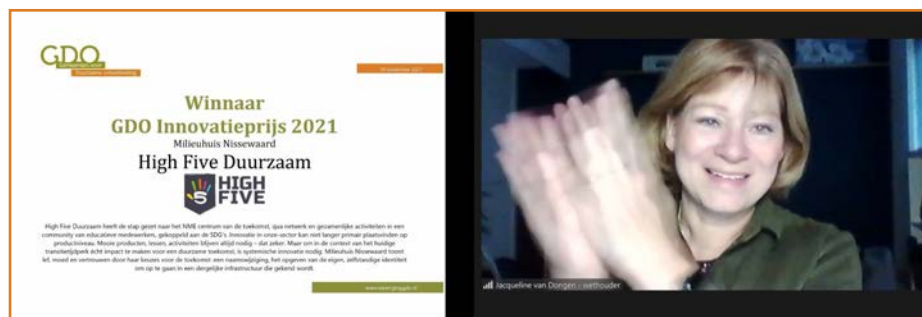 GDO
Gemeenten voor
Duurzame Ontwikkeling
Winnaar
GDO Innovatieprijs 2021
Milieuhuis Nissewaard
High Five Duurzaam
5 HIGH
FIVE
High Five Duurzaam heeft de stap gezet naar het NME centrum van de toekomst, qua netwerk en gezamenlijke activiteiten in een
community van educatieve medewerkers, gekoppeld aan de SDG's. Innovatie in onze sector kan niet langer primair plaatsvinden op
productniveau. Mooie producten, lessen, activiteiten blijven altijd nodig – dat zeker. Maar om in de context van het huidige
transitietijdperk écht impact te maken voor een duurzame toekomst, is systemische innovatie nodig. Milieuhuis Nissewaard toont
lef, moed en vertrouwen door haar keuzes voor de toekomst: een naamswijziging, het opgeven van de eigen, zelfstandige identiteit
om op te gaan in een dergelijke infrastructuur die gekend wordt.
Jacqueline van Dongen - wethouder